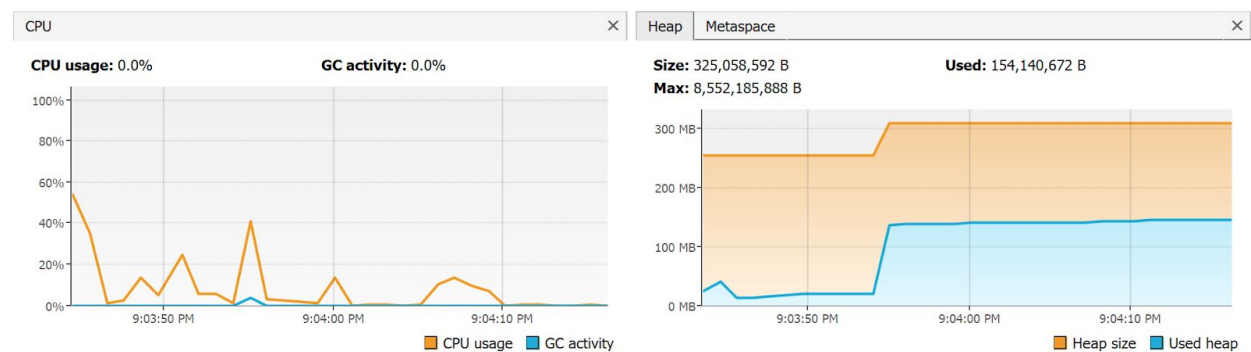 CPU
CPU usage: 0.0%
GC activity: 0.0%
100%
80%
60%
40%
20%
0%
9:03:50 PM
9:04:00 PM
9:04:10 PM
CPU usage
GC activity
Heap
Metaspace
Size: 325,058,592 B
Used: 154,140,672 B
Max: 8,552,185,888 B
300 MB
200 MB
100 MB
0 MB
9:03:50 PM
9:04:00 PM
9:04:10 PM
Heap size
Used heap